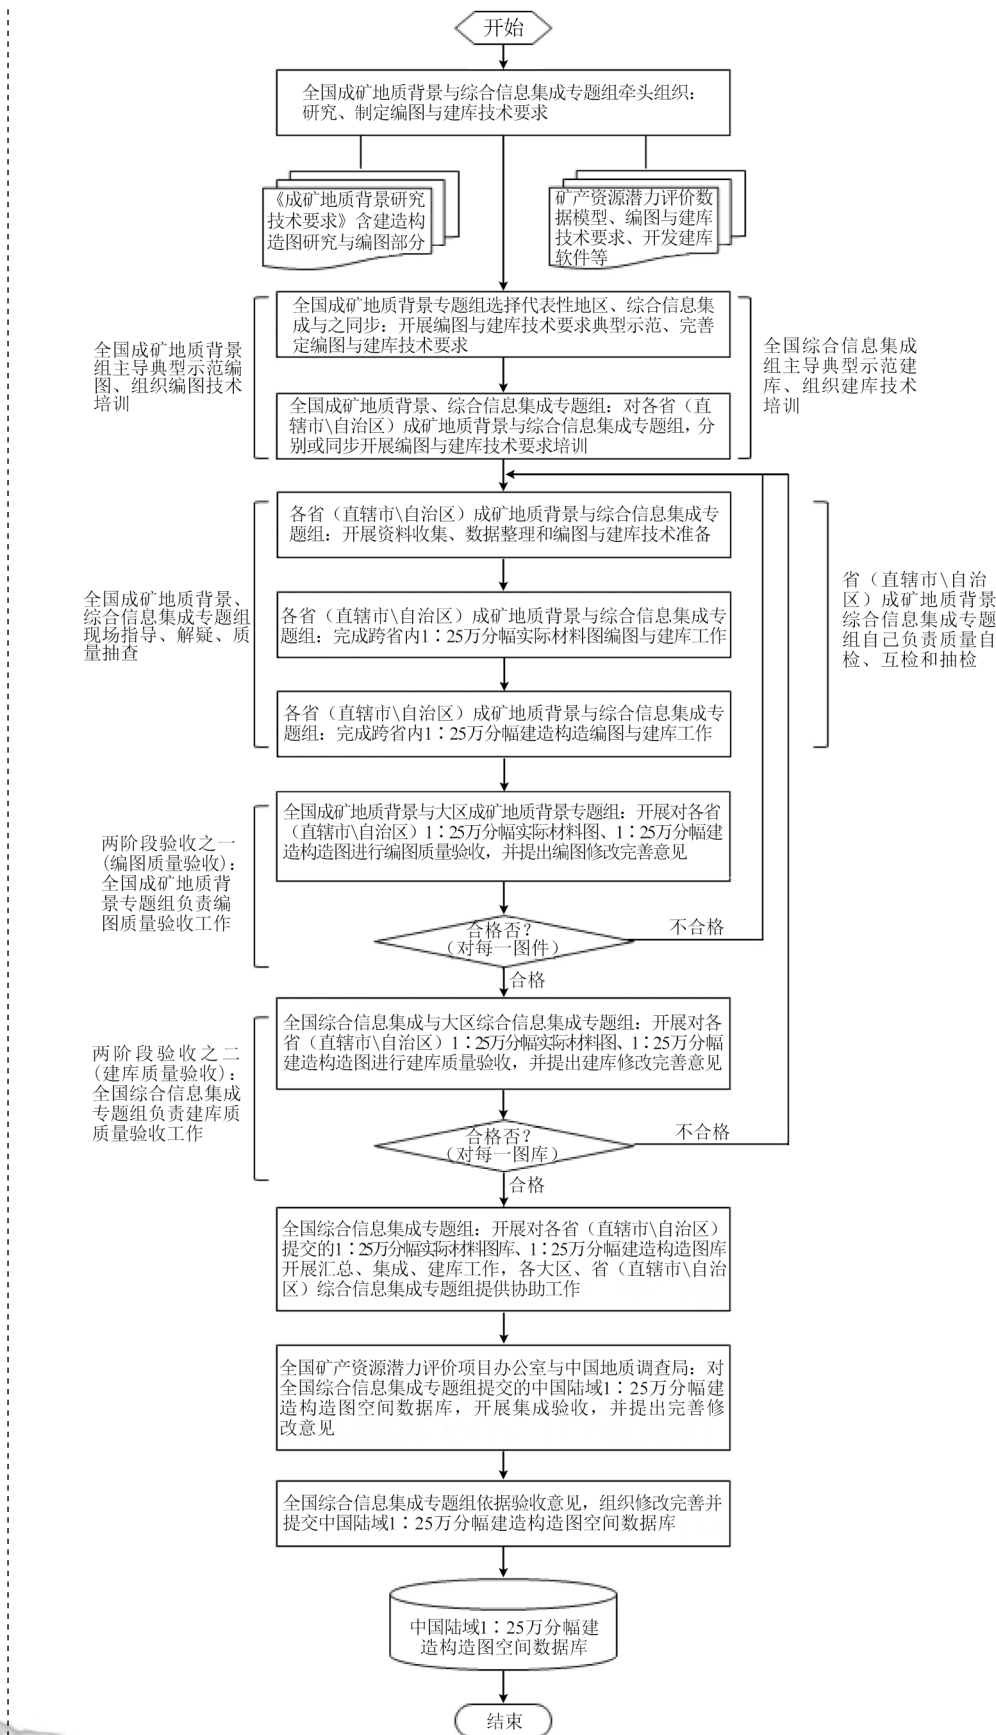 开始
全国成矿地质背景与综合信息集成专题组牵头组织：
研究、制定编图与建库技术要求
《成矿地质背景研究
技术要求》含建造构
造图研究与编图部分
矿产资源潜力评价数
据模型、编图与建库
技术要求、开发建库
软件等
全国成矿地质背景专题组选择代表性地区、综合信息集
成与之同步：开展编图与建库技术要求典型示范、完善
定编图与建库技术要求
全国成矿地质背景
组主导典型示范编
图、组织编图技术
培训
全国综合信息集成
组主导典型示范建
库、组织建库技术
培训
全国成矿地质背景、综合信息集成专题组：对各省（直
辖市\自治区）成矿地质背景与综合信息集成专题组，分
别或同步开展编图与建库技术要求培训
各省（直辖市\自治区）成矿地质背景与综合信息集成专
题组：开展资料收集、数据整理和编图与建库技术准备
全国成矿地质背景、
综合信息集成专题组
现场指导、解疑、质
量抽查
省（直辖市\自治
区）成矿地质背景
综合信息集成专题
组自己负责质量自
检、互检和抽检
各省（直辖市\自治区）成矿地质背景与综合信息集成专
题组：完成跨省内1∶25万分幅实际材料图编图与建库工作
各省（直辖市\自治区）成矿地质背景与综合信息集成专
题组：完成跨省内1∶25万分幅建造构造编图与建库工作
全国成矿地质背景与大区成矿地质背景专题组：开展对各省
（直辖市\自治区）1∶25万分幅实际材料图、1∶25万分幅建
造构造图进行编图质量验收，并提出编图修改完善意见
两阶段验收之一
(编图质量验收)：
全国成矿地质背
景专题组负责编
图质量验收工作
合格否？
（对每一图件）
不合格
合格
全国综合信息集成与大区综合信息集成专题组：开展对各
省（直辖市\自治区）1∶25万分幅实际材料图、1∶25万分幅
建造构造图进行建库质量验收，并提出建库修改完善意见
两阶段验收之二
(建库质量验收)：
全国综合信息集成
专题组负责建库质
质量验收工作
合格否？
（对每一图库）
不合格
合格
全国综合信息集成专题组：开展对各省（直辖市\自治区）
提交的1∶25万分幅实际材料图库、1∶25万分幅建造构造图库
开展汇总、集成、建库工作，各大区、省（直辖市\自治
区）综合信息集成专题组提供协助工作
全国矿产资源潜力评价项目办公室与中国地质调查局：对
全国综合信息集成专题组提交的中国陆域1∶25万分幅建
造构造图空间数据库，开展集成验收，并提出完善修
改意见
全国综合信息集成专题组依据验收意见，组织修改完善并
提交中国陆域1∶25万分幅建造构造图空间数据库
中国陆域1∶25万分幅建
造构造图空间数据库
结束